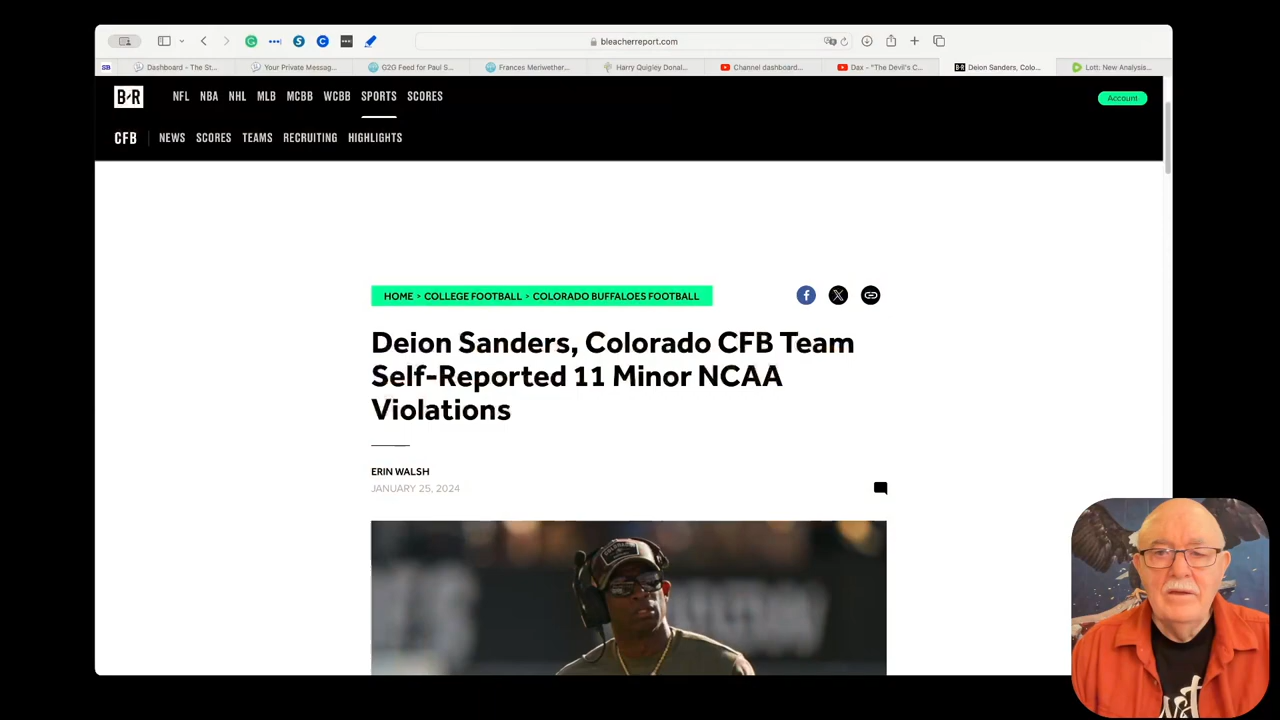 bleacherreport.com
SB
Dashboard - The St...
Your Private Messag...
G2G Feed for Paul S...
Frances Meriwether...
Harry Quigley Donal...
Channel dashboard...
Dax - "The Devil's C...
B/R Deion Sanders, Colo...
Lott: New Analysis...
B/R NFL NBA NHL MLB MCBB WCBB SPORTS SCORES
Account
CFB NEWS SCORES TEAMS RECRUITING HIGHLIGHTS
HOME > COLLEGE FOOTBALL > COLORADO BUFFALOES FOOTBALL
Deion Sanders, Colorado CFB Team
Self-Reported 11 Minor NCAA
Violations
ERIN WALSH
JANUARY 25, 2024